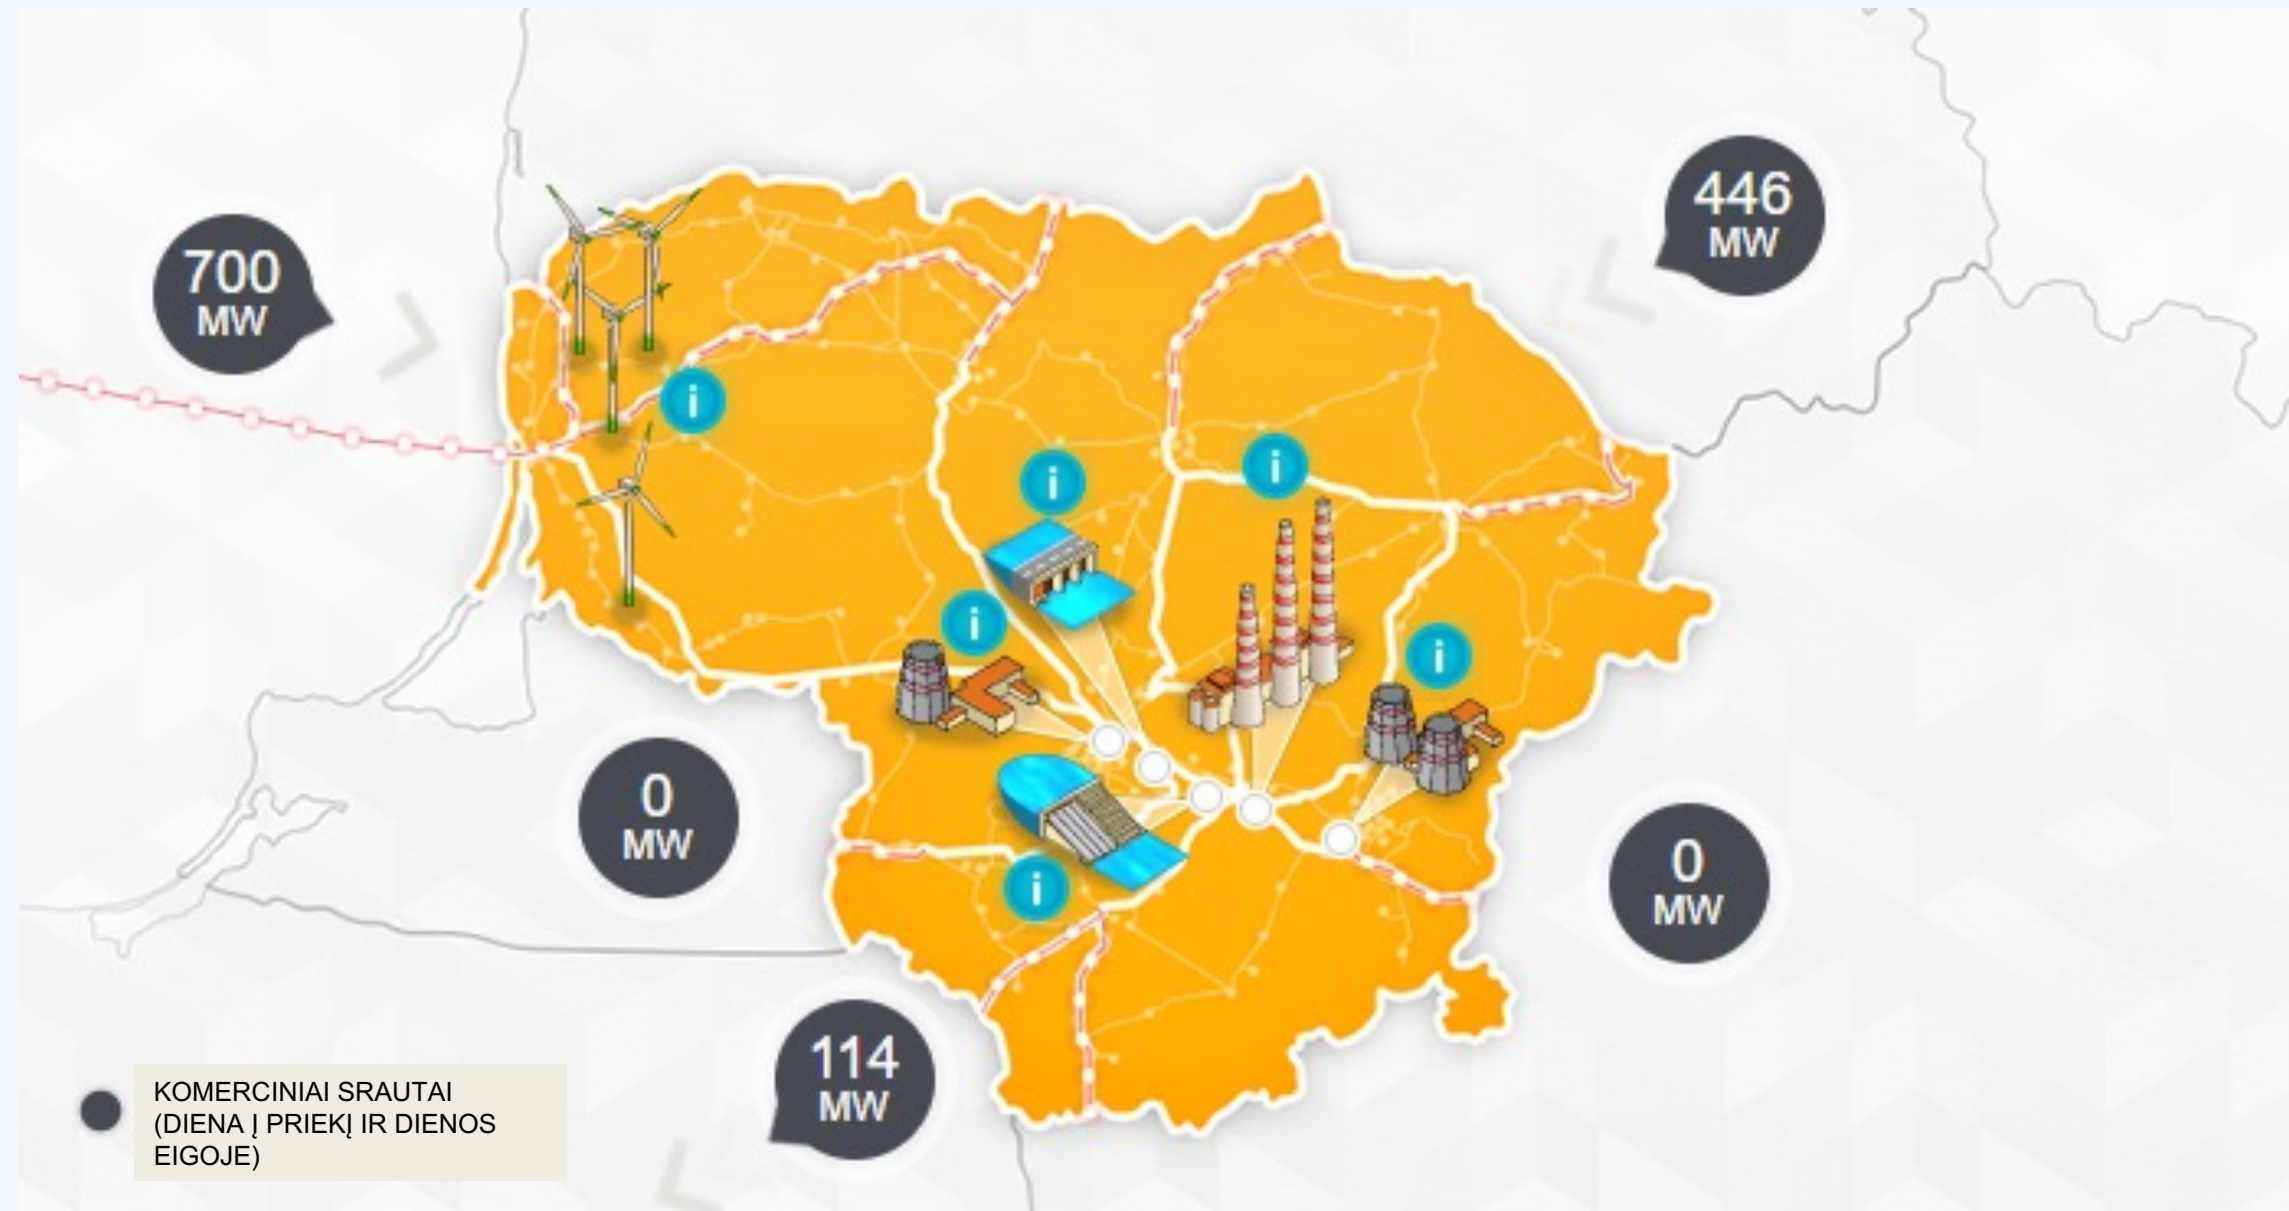 446
MW
700
MW
i
i
i
i
i
0
MW
0
MW
i
114
MW
KOMERCINIAI SRAUTAI
(DIENA Į PRIEKĮ IR DIENOS
EIGOJE)